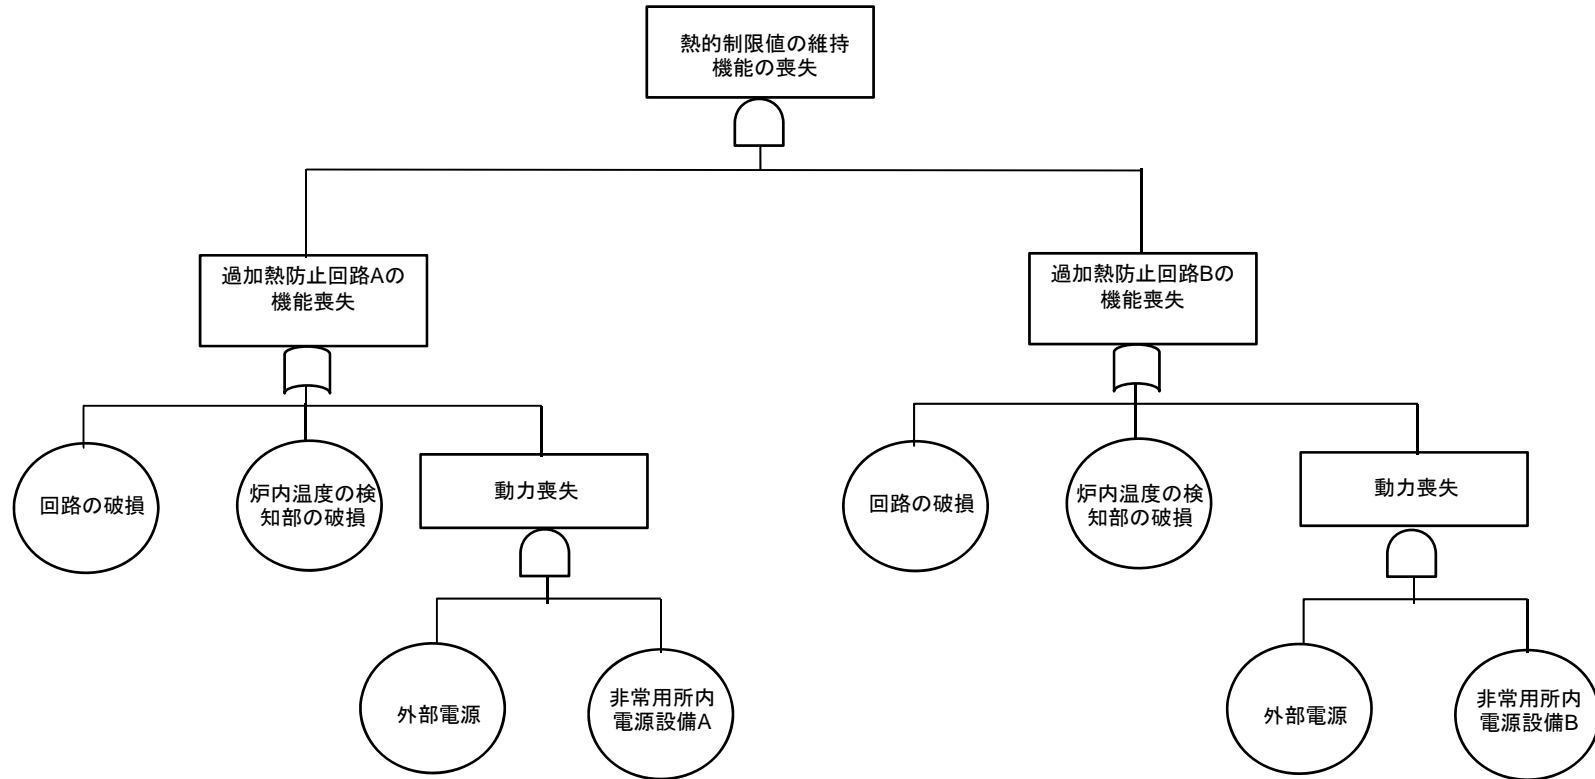 熱的制限値の維持
機能の喪失
過加熱防止回路Aの
機能喪失
過加熱防止回路Bの
機能喪失
回路の破損
炉内温度の検
知部の破損
動力喪失
回路の破損
炉内温度の検
知部の破損
動力喪失
外部電源
非常用所内
電源設備A
外部電源
非常用所内
電源設備B